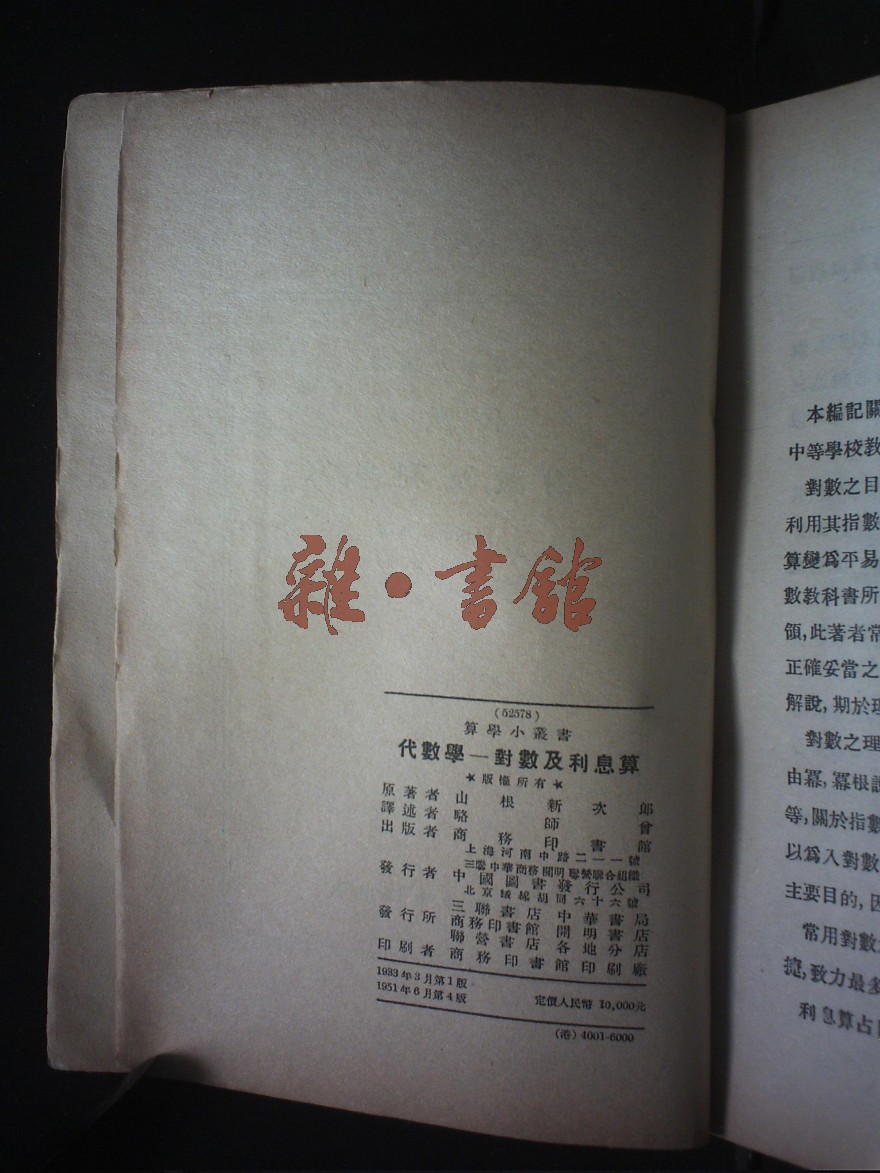 雜·書館
(52578)
算學小叢書
代數學—對數及利息算
★版權所有★
原著者 山根新次郎
譯述者 駱師曾
出版者 商務印書館
上海河南中路二一一號
三聯中華商務開明聯營聯合組織
發行者 中國圖書發行公司
北京絨線胡同六十六號
發行所 三聯書店 中華書局
商務印書館 開明書店
聯營書店 各地分店
印刷者 商務印書館印刷廠
1933年3月第1版
1951年6月第4版
定價人民幣 10,000元
(港) 4001-6000
本編記關
中等學校教
對數之目
利用其指數
算變爲平易
數教科書所
領,此著者常
正確妥當之
解說,期於理
對數之理
由冪,冪根
等,關於指數
以爲入對數
主要目的,因
常用對數
捷,致力最多
利息算占